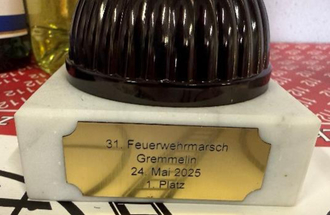 31. Feuerwehrmarsch
Gremmelin
24. Mai 2025
1. Platz